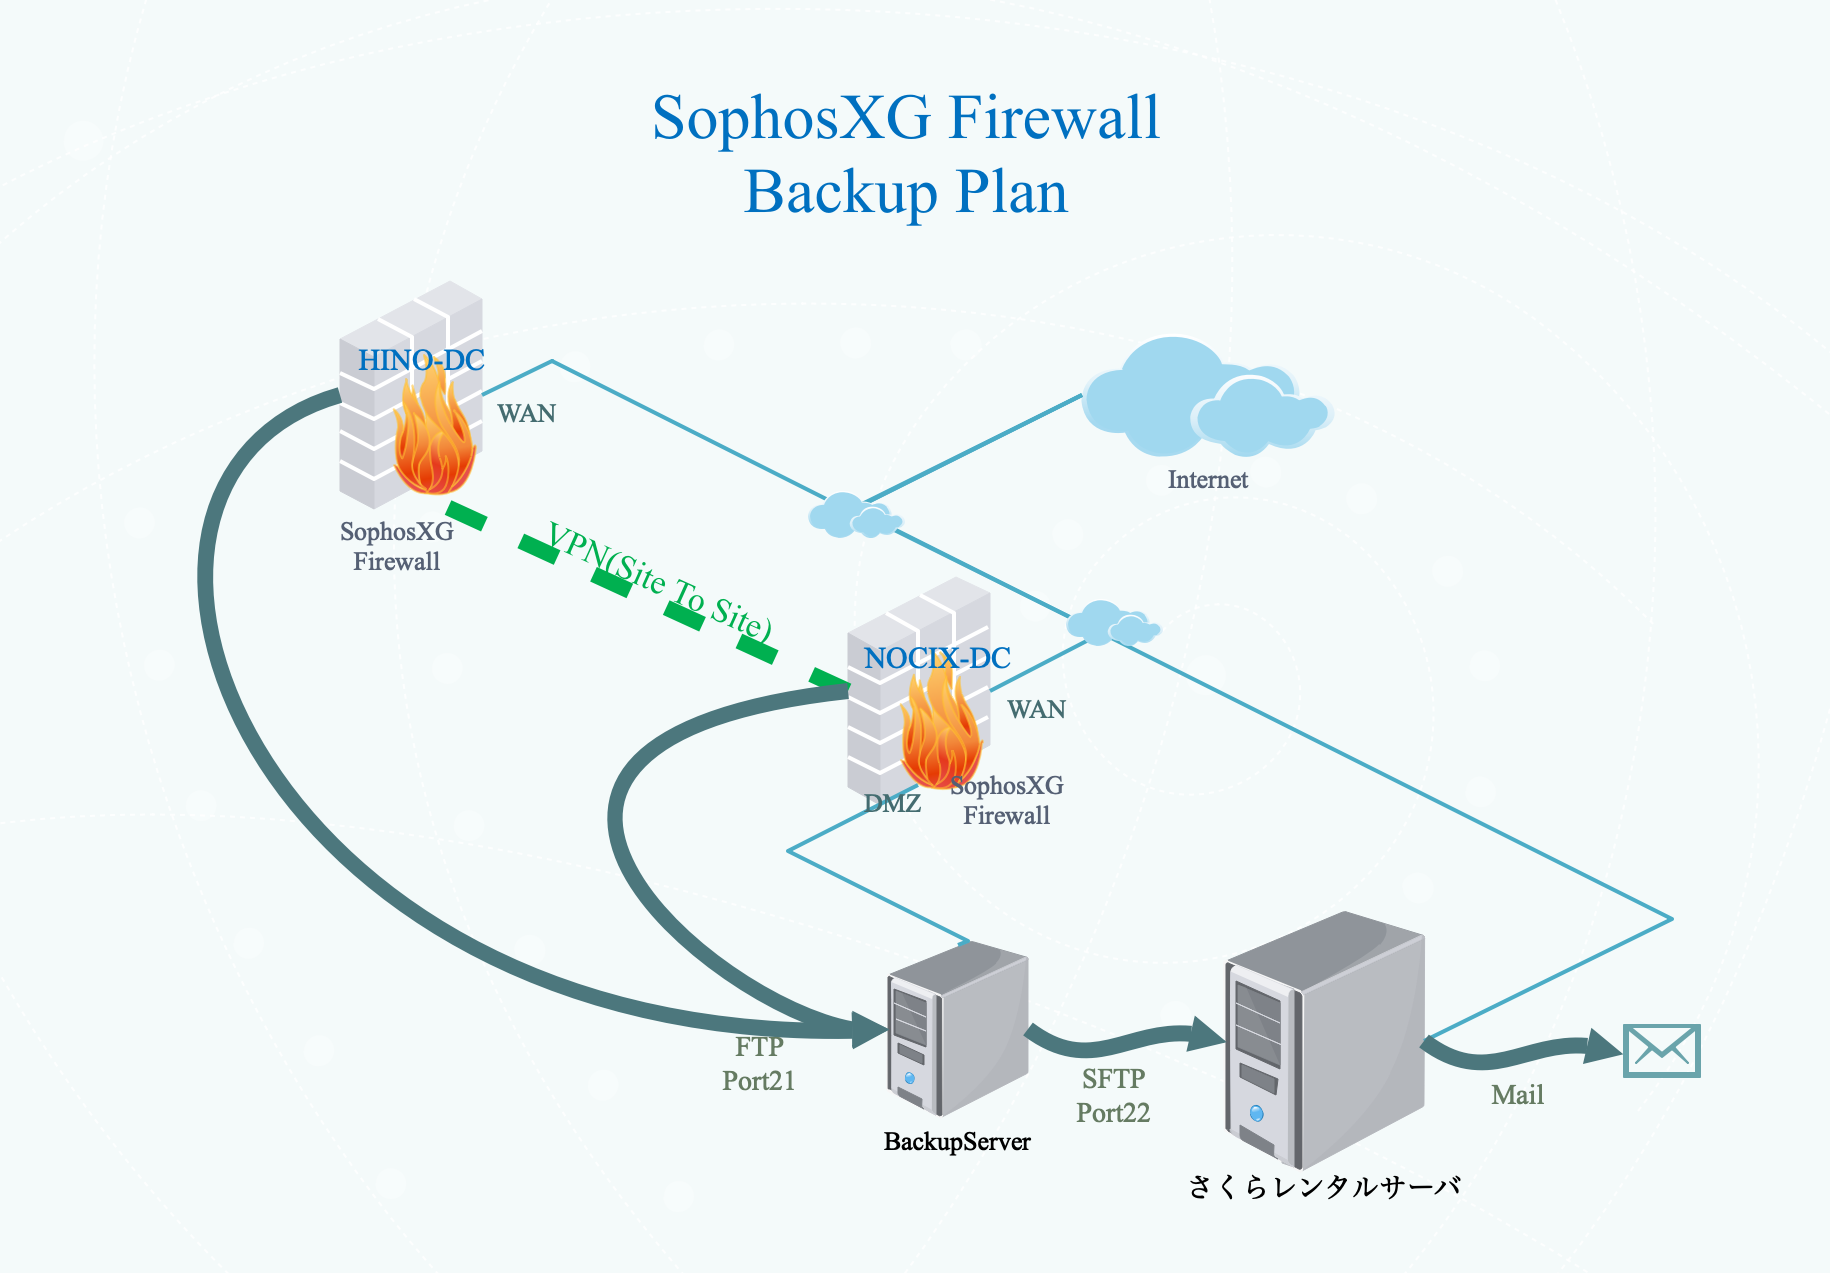 SophosXG Firewall
Backup Plan
HINO-DC
WAN
SophosXG
Firewall
Internet
VPN(Site To Site)
NOCIX-DC
WAN
DMZ
SophosXG
Firewall
FTP
Port21
BackupServer
SFTP
Port22
Mail
さくらレンタルサーバ